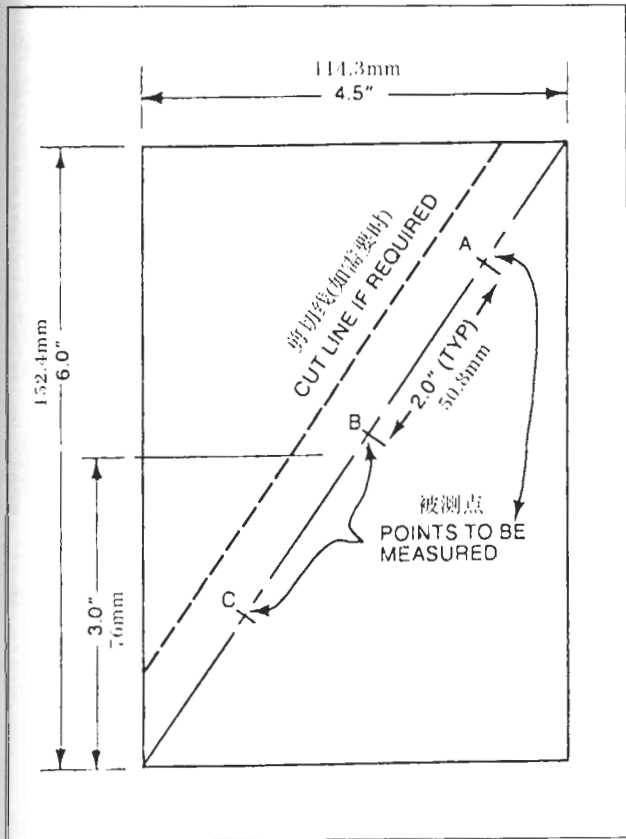 114.3mm
4.5"
152.4mm
6.0"
剪切线(如需要时)
CUT LINE IF REQUIRED
A
2.0" (TYP)
50.8mm
B
被测点
POINTS TO BE
MEASURED
C
3.0"
76mm